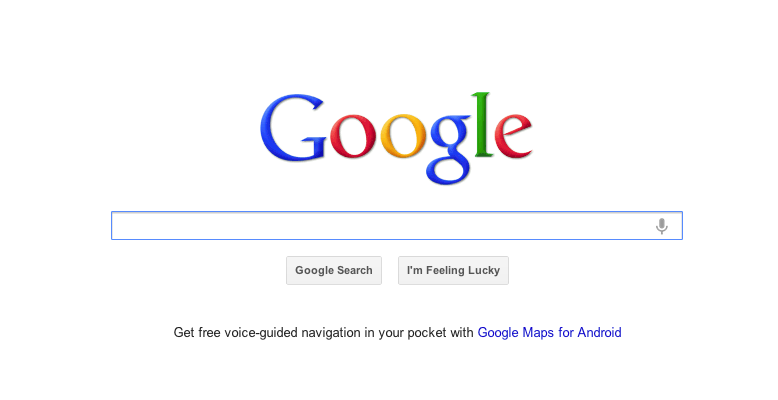 Google
Google Search
I'm Feeling Lucky
Get free voice-guided navigation in your pocket with Google Maps for Android